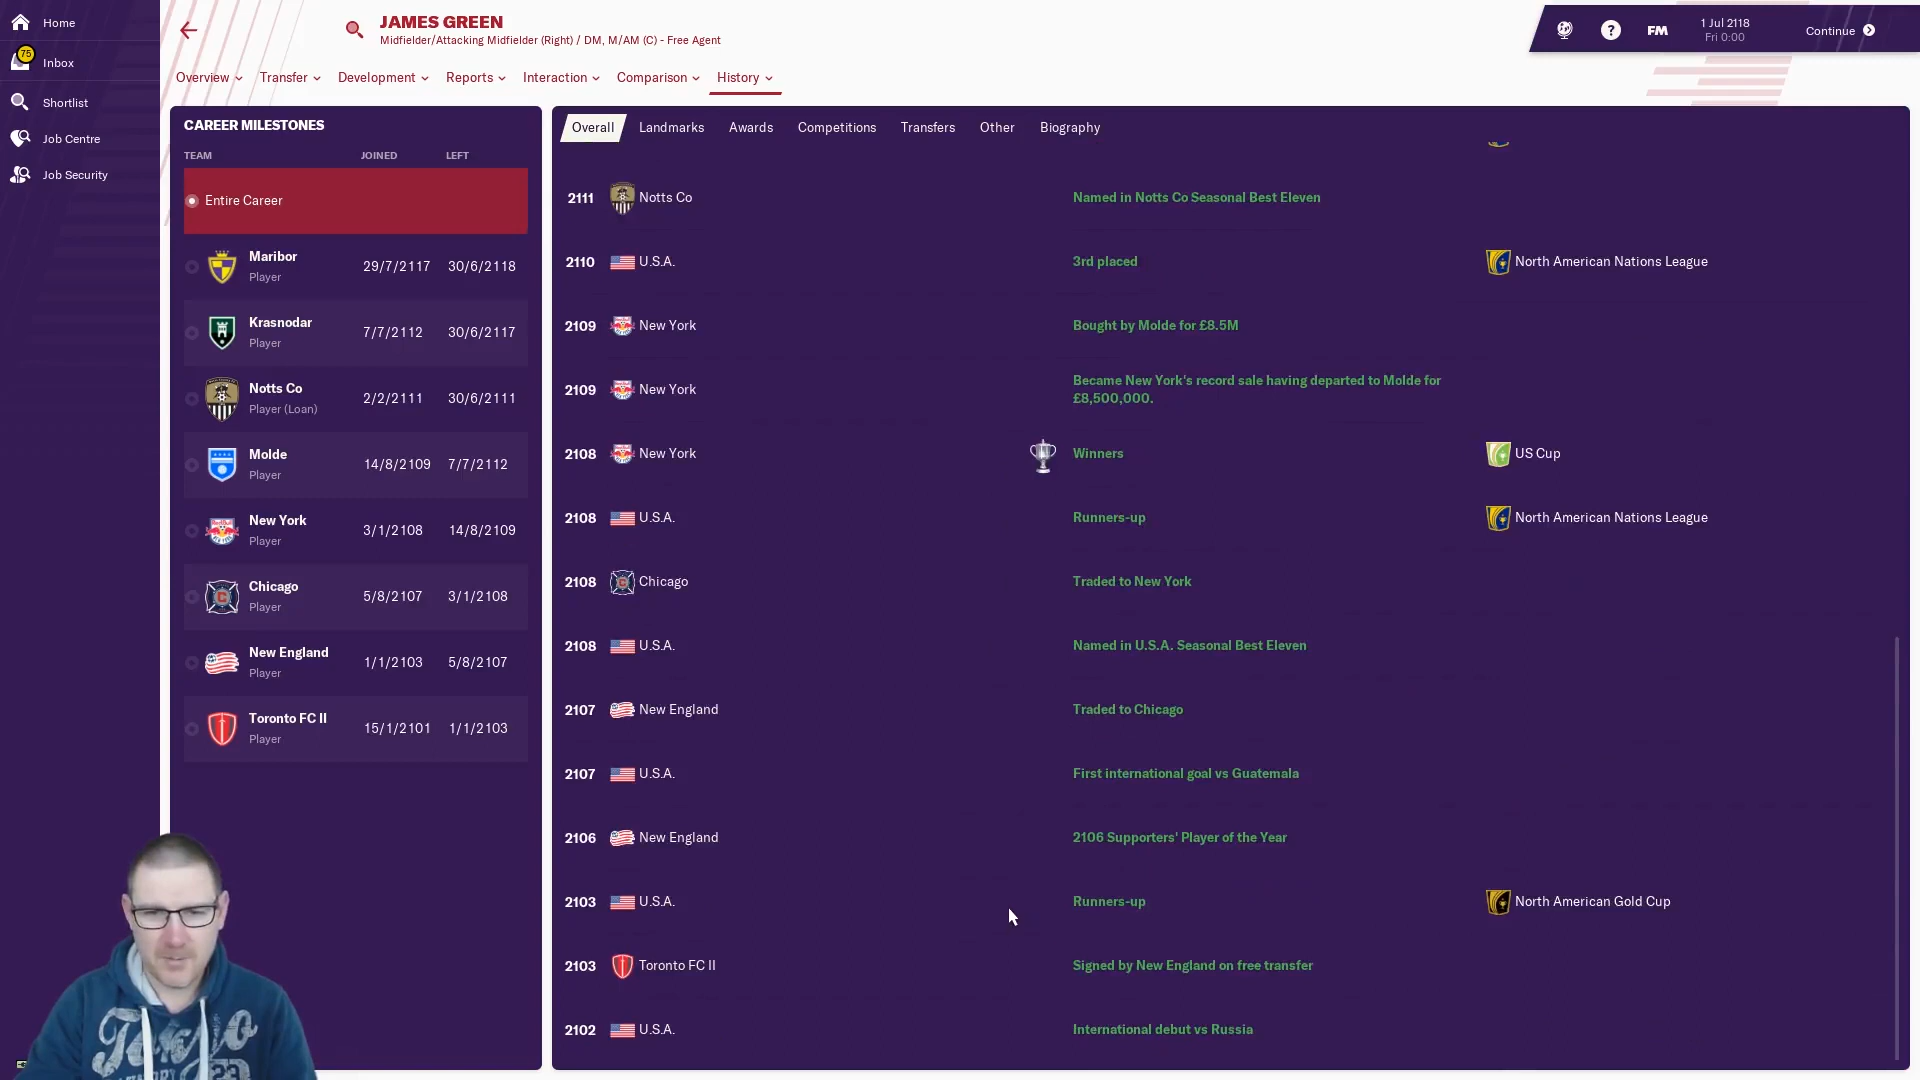 Home
75
Inbox
Shortlist
Job Centre
Job Security
JAMES GREEN
Midfielder/Attacking Midfielder (Right) / DM, M/AM (C) - Free Agent
?
FM
1 Jul 2118
Fri 0:00
Continue
Overview
Transfer
Development
Reports
Interaction
Comparison
History
CAREER MILESTONES
TEAM JOINED LEFT
Entire Career
Maribor
Player
29/7/2117 30/6/2118
Krasnodar
Player
7/7/2112 30/6/2117
Notts Co
Player (Loan)
2/2/2111 30/6/2111
Molde
Player
14/8/2109 7/7/2112
New York
Player
3/1/2108 14/8/2109
Chicago
Player
5/8/2107 3/1/2108
New England
Player
1/1/2103 5/8/2107
Toronto FC II
Player
15/1/2101 1/1/2103
Overall Landmarks Awards Competitions Transfers Other Biography
2111 Notts Co Named in Notts Co Seasonal Best Eleven
2110 U.S.A. 3rd placed North American Nations League
2109 New York Bought by Molde for £8.5M
2109 New York Became New York's record sale having departed to Molde for
£8,500,000.
2108 New York Winners US Cup
2108 U.S.A. Runners-up North American Nations League
2108 Chicago Traded to New York
2108 U.S.A. Named in U.S.A. Seasonal Best Eleven
2107 New England Traded to Chicago
2107 U.S.A. First international goal vs Guatemala
2106 New England 2106 Supporters' Player of the Year
2103 U.S.A. Runners-up North American Gold Cup
2103 Toronto FC II Signed by New England on free transfer
2102 U.S.A. International debut vs Russia